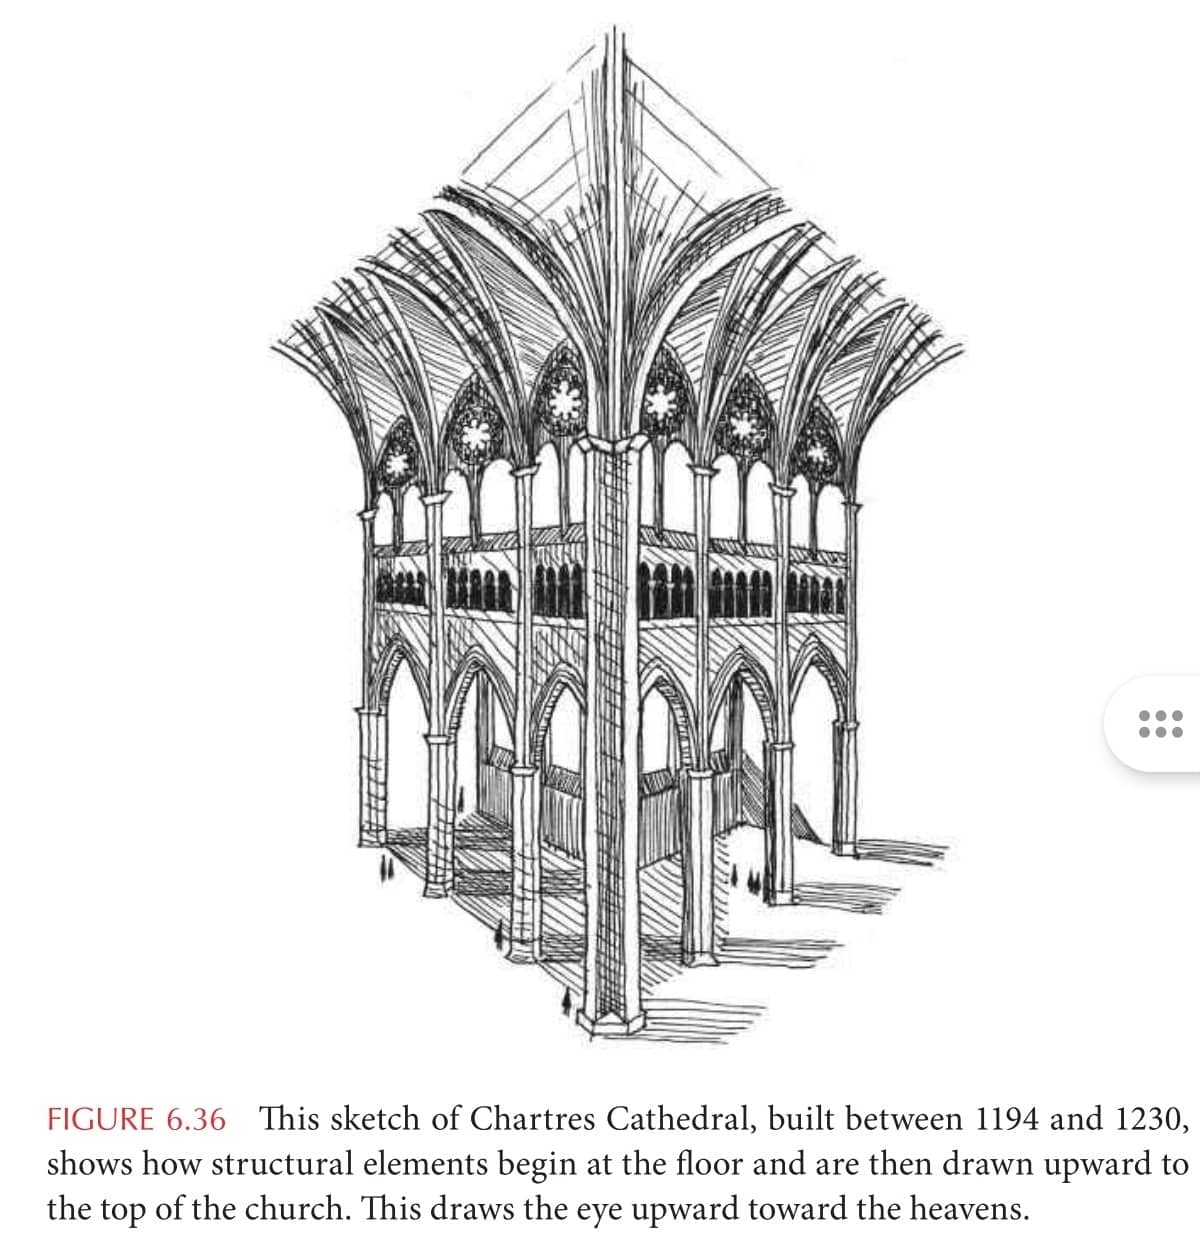 FIGURE 6.36 This sketch of Chartres Cathedral, built between 1194 and 1230,
shows how structural elements begin at the floor and are then drawn upward to
the top of the church. This draws the eye upward toward the heavens.